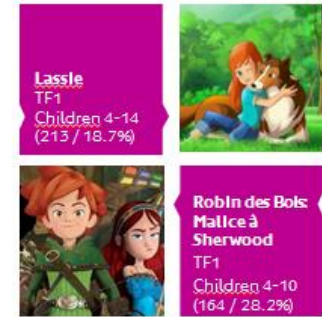 Lassie
TF1
Children 4-14
(213 / 18.7%)
Robin des Bois:
Malice à
Sherwood
TF1
Children 4-10
(164 / 28.2%)